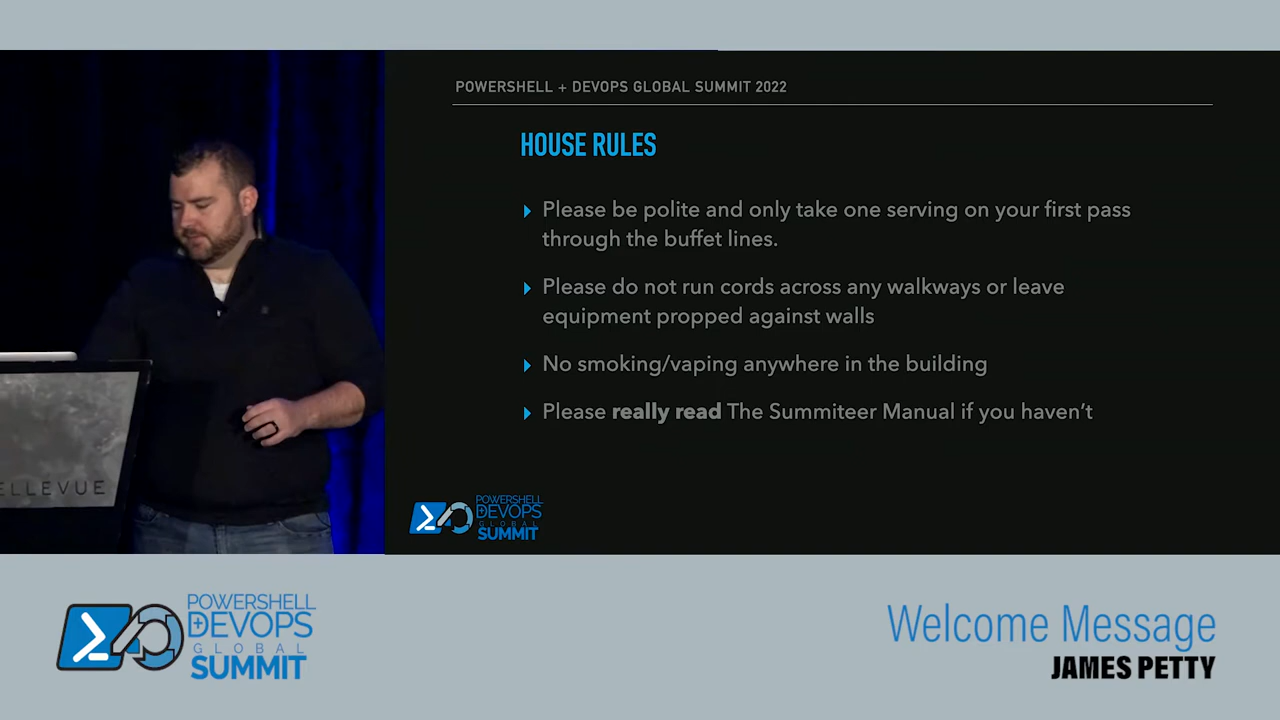 POWERSHELL + DEVOPS GLOBAL SUMMIT 2022
HOUSE RULES
Please be polite and only take one serving on your first pass
through the buffet lines.
Please do not run cords across any walkways or leave
equipment propped against walls
No smoking/vaping anywhere in the building
Please really read The Summiteer Manual if you haven’t
ELLEVUE
POWERSHELL
DEVOPS
GLOBAL
SUMMIT
POWERSHELL
DEVOPS
GLOBAL
SUMMIT
Welcome Message
JAMES PETTY